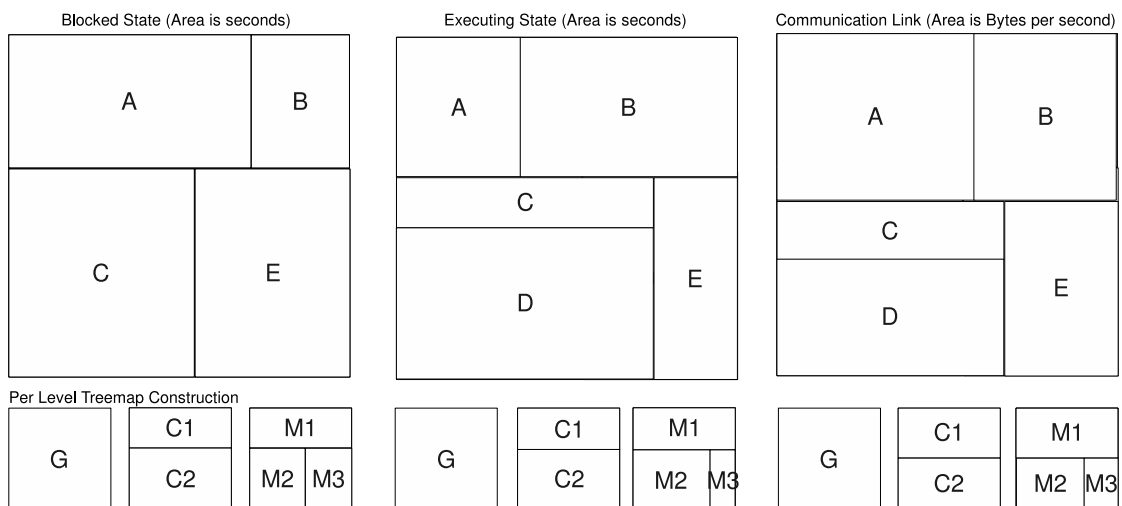 Blocked State (Area is seconds)
Executing State (Area is seconds)
Communication Link (Area is Bytes per second)
A
B
A
B
A
B
C
E
C
D
E
C
D
E
Per Level Treemap Construction
G
C1
C2
M1
M2
M3
G
C1
C2
M1
M2
M3
G
C1
C2
M1
M2
M3